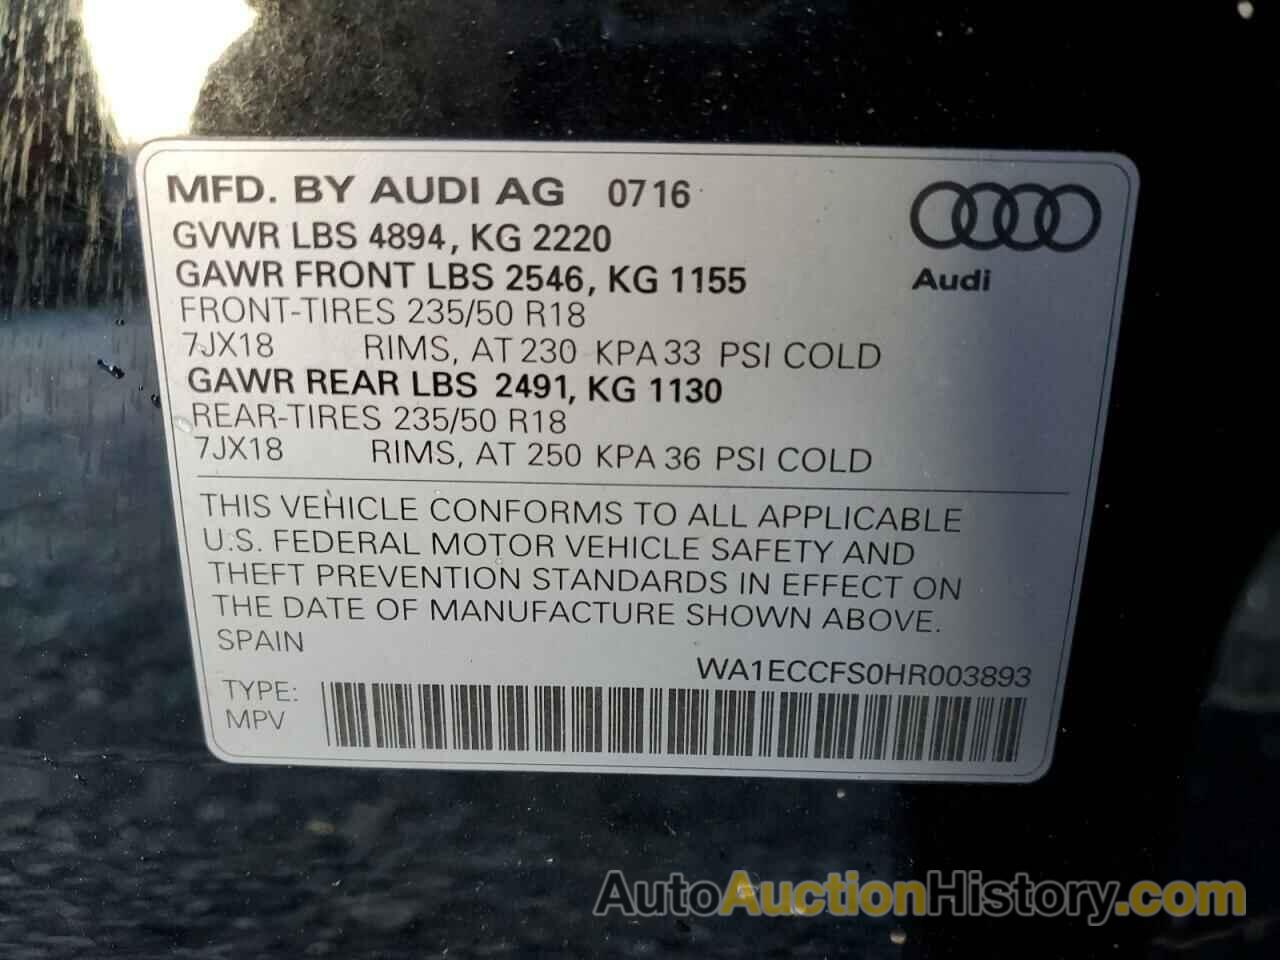 MFD. BY AUDI AG 0716
GVWR LBS 4894, KG 2220
GAWR FRONT LBS 2546, KG 1155
FRONT-TIRES 235/50 R18
7JX18 RIMS, AT 230 KPA 33 PSI COLD
GAWR REAR LBS 2491, KG 1130
REAR-TIRES 235/50 R18
7JX18 RIMS, AT 250 KPA 36 PSI COLD
Audi
THIS VEHICLE CONFORMS TO ALL APPLICABLE
U.S. FEDERAL MOTOR VEHICLE SAFETY AND
THEFT PREVENTION STANDARDS IN EFFECT ON
THE DATE OF MANUFACTURE SHOWN ABOVE.
SPAIN
WA1ECCFS0HR003893
TYPE:
MPV
AutoAuctionHistory.com